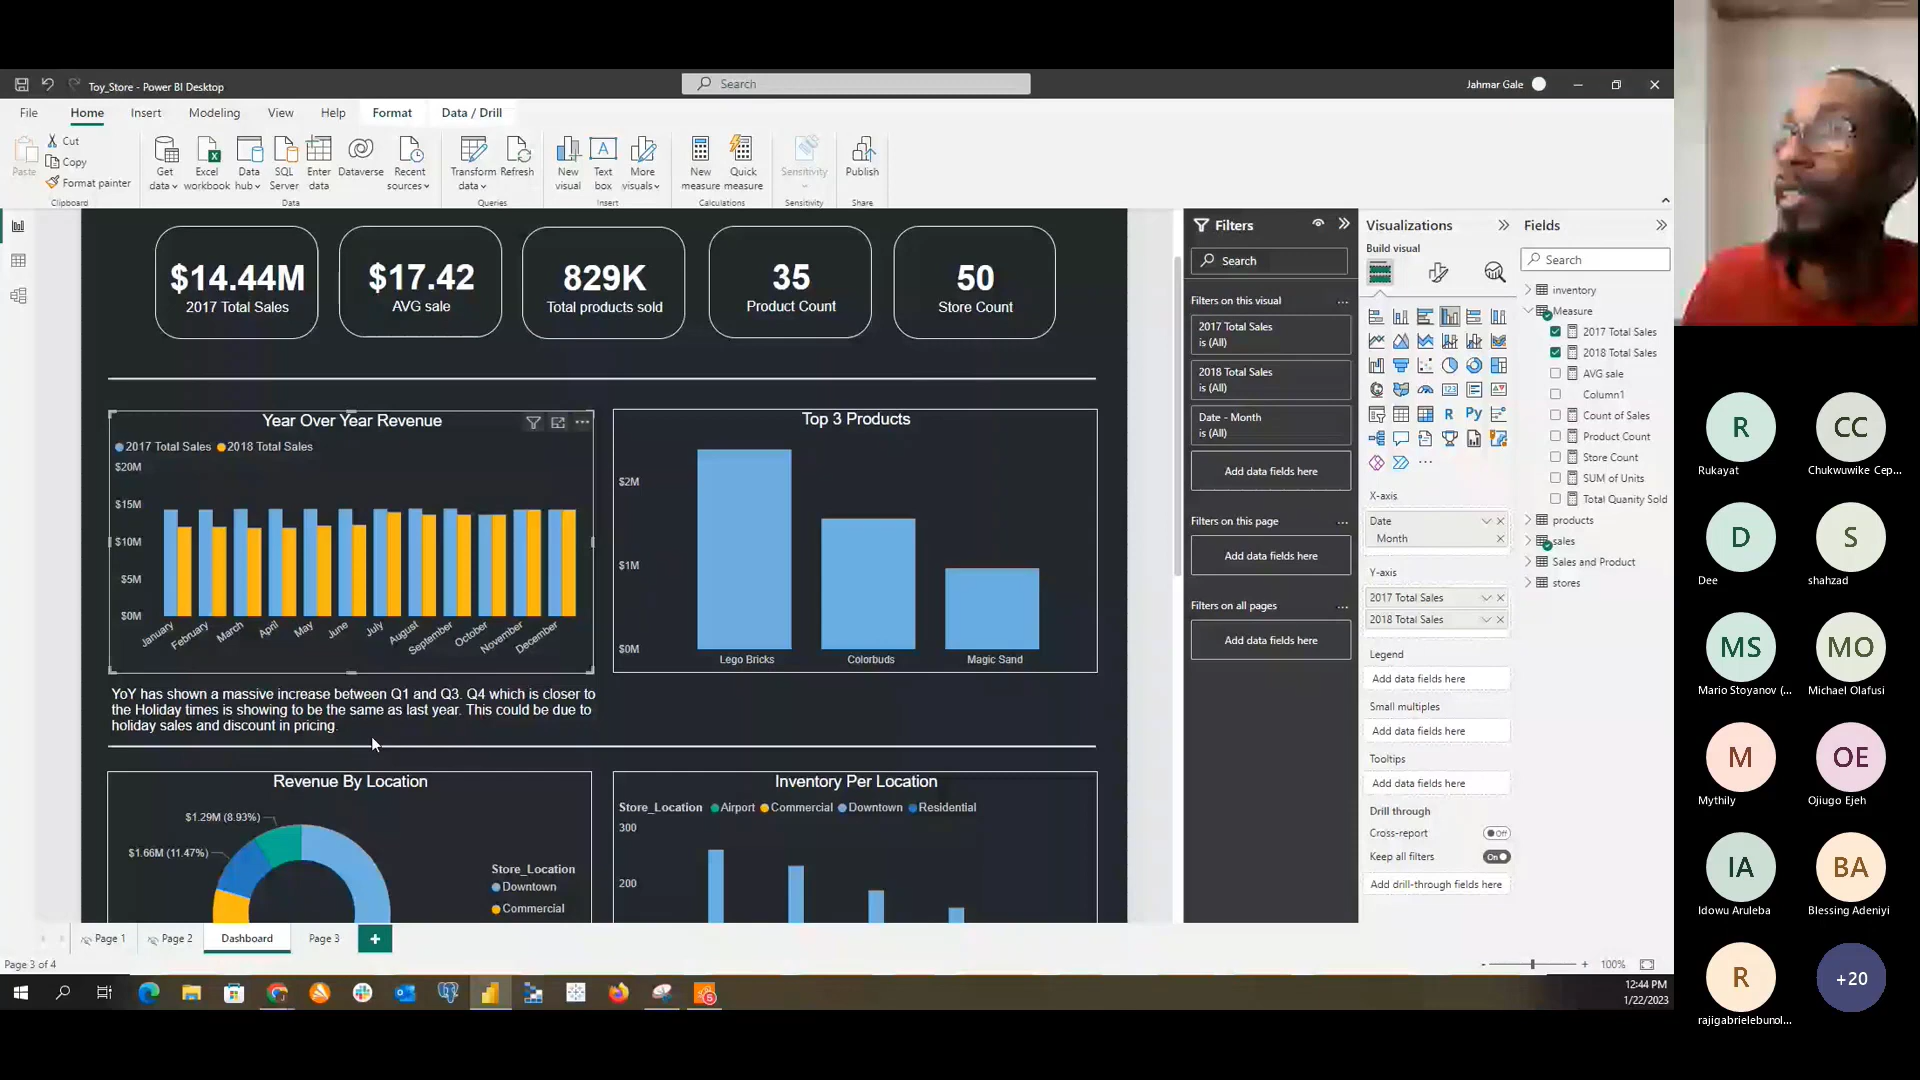 Toy_Store - Power BI Desktop
Search
Jahmar Gale
File
Home
Insert
Modeling
View
Help
Format
Data / Drill
Paste
Cut
Copy
Format painter
Clipboard
Get data
Excel workbook
Data hub
SQL Server
Enter data
Dataverse
Recent sources
Data
Transform data
Refresh
Queries
New visual
Text box
More visuals
Insert
New measure
Quick measure
Calculations
Sensitivity
Sensitivity
Publish
Share
$14.44M
2017 Total Sales
$17.42
AVG sale
829K
Total products sold
35
Product Count
50
Store Count
Year Over Year Revenue
2017 Total Sales
2018 Total Sales
$20M
$15M
$10M
$5M
$0M
January
February
March
April
May
June
July
August
September
October
November
December
YoY has shown a massive increase between Q1 and Q3. Q4 which is closer to
the Holiday times is showing to be the same as last year. This could be due to
holiday sales and discount in pricing.
Top 3 Products
$2M
$1M
$0M
Lego Bricks
Colorbuds
Magic Sand
Revenue By Location
$1.29M (8.93%)
$1.66M (11.47%)
Store_Location
Downtown
Commercial
Inventory Per Location
Store_Location
Airport
Commercial
Downtown
Residential
300
200
Filters
Search
Filters on this visual
2017 Total Sales
is (All)
2018 Total Sales
is (All)
Date - Month
is (All)
Add data fields here
Filters on this page
Add data fields here
Filters on all pages
Add data fields here
Visualizations
Build visual
R
Py
X-axis
Date
Month
Y-axis
2017 Total Sales
2018 Total Sales
Legend
Add data fields here
Small multiples
Add data fields here
Tooltips
Add data fields here
Drill through
Cross-report
Off
Keep all filters
On
Add drill-through fields here
Fields
Search
inventory
Measure
2017 Total Sales
2018 Total Sales
AVG sale
Column1
Count of Sales
Product Count
Store Count
SUM of Units
Total Quanity Sold
products
sales
Sales and Product
stores
Page 1
Page 2
Dashboard
Page 3
Page 3 of 4
100%
12:44 PM
1/22/2023
R
Rukayat
CC
Chukwuwike Cep...
D
Dee
S
shahzad
MS
Mario Stoyanov (...
MO
Michael Olafusi
M
Mythily
OE
Ojiugo Ejeh
IA
Idowu Aruleba
BA
Blessing Adeniyi
R
rajigabrielebunol...
+20